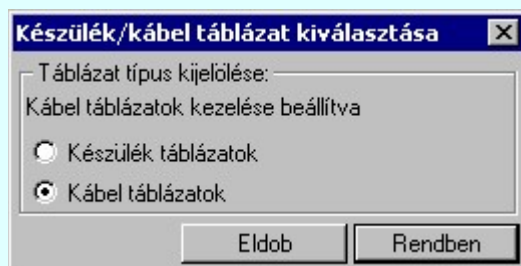 Készülék/kábel táblázat kiválasztása
Táblázat típus kijelölése:
Kábel táblázatok kezelése beállítva
Készülék táblázatok
Kábel táblázatok
Eldob Rendben